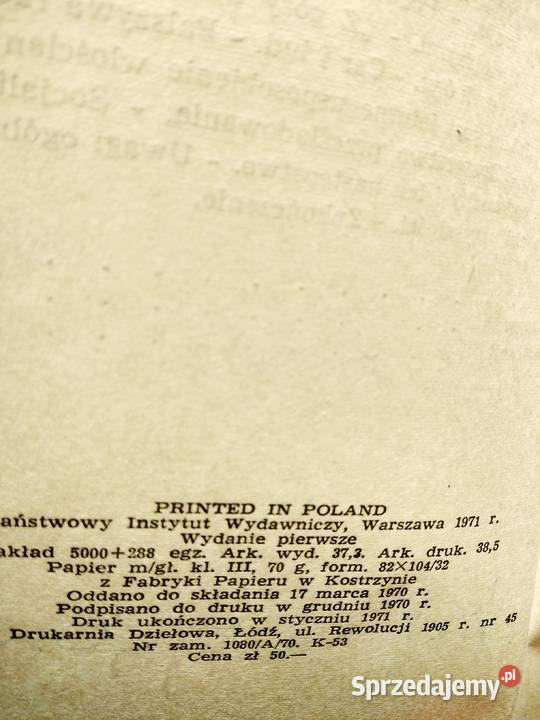 PRINTED IN POLAND
aństwowy Instytut Wydawniczy, Warszawa 1971 r.
Wydanie pierwsze
akład 5000+288 egz. Ark. wyd. 37,3. Ark. druk. 38,5
Papier m/gł. kl. III, 70 g, form. 82×104/32
z Fabryki Papieru w Kostrzynie
Oddano do składania 17 marca 1970 r.
Podpisano do druku w grudniu 1970 r.
Druk ukończono w styczniu 1971 r.
Drukarnia Dziełowa, Łódź, ul. Rewolucji 1905 r. nr 45
Nr zam. 1080/A/70. K-53
Cena zł 50.—
Sprzedajemy.pl